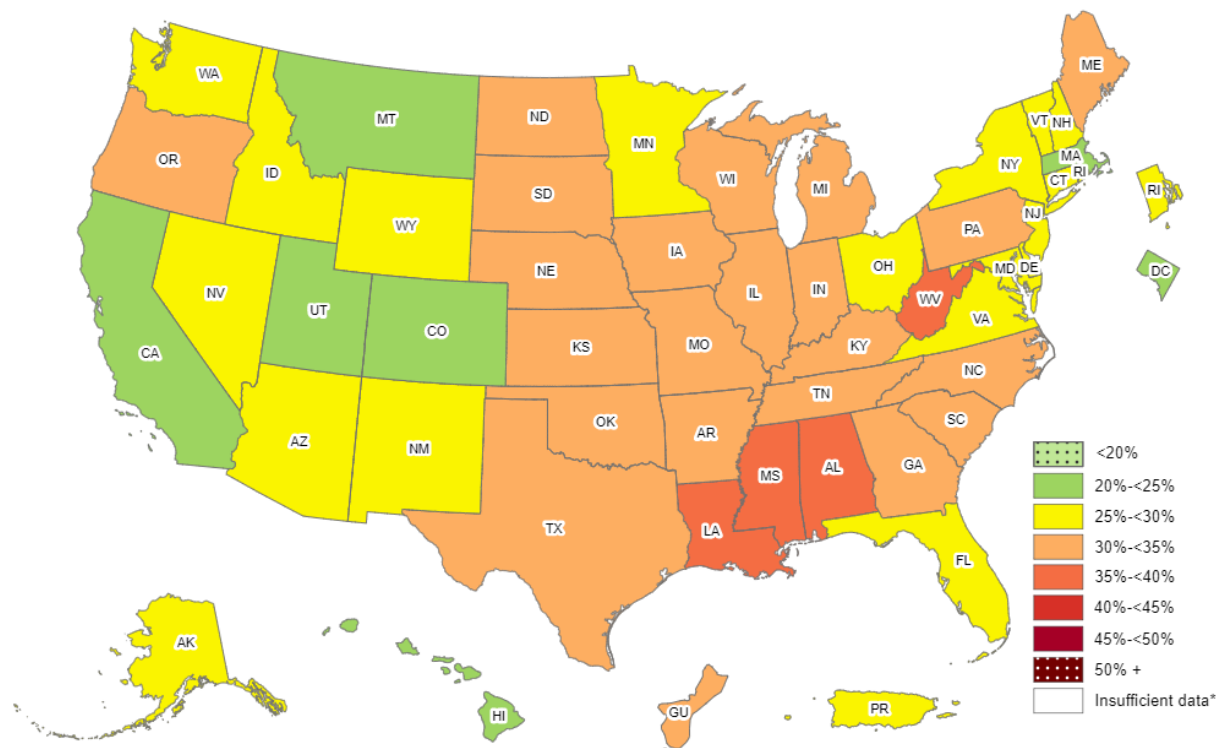 WA
MT
ND
MN
ME
VT
NH
OR
ID
WY
SD
WI
MI
NY
MA
RI
CT
RI
NV
UT
CO
NE
IA
IL
IN
OH
PA
NJ
MD
DE
DC
CA
KS
MO
KY
WV
VA
AZ
NM
OK
AR
TN
NC
SC
TX
LA
MS
AL
GA
FL
AK
HI
GU
PR
<20%
20%-<25%
25%-<30%
30%-<35%
35%-<40%
40%-<45%
45%-<50%
50% +
Insufficient data*